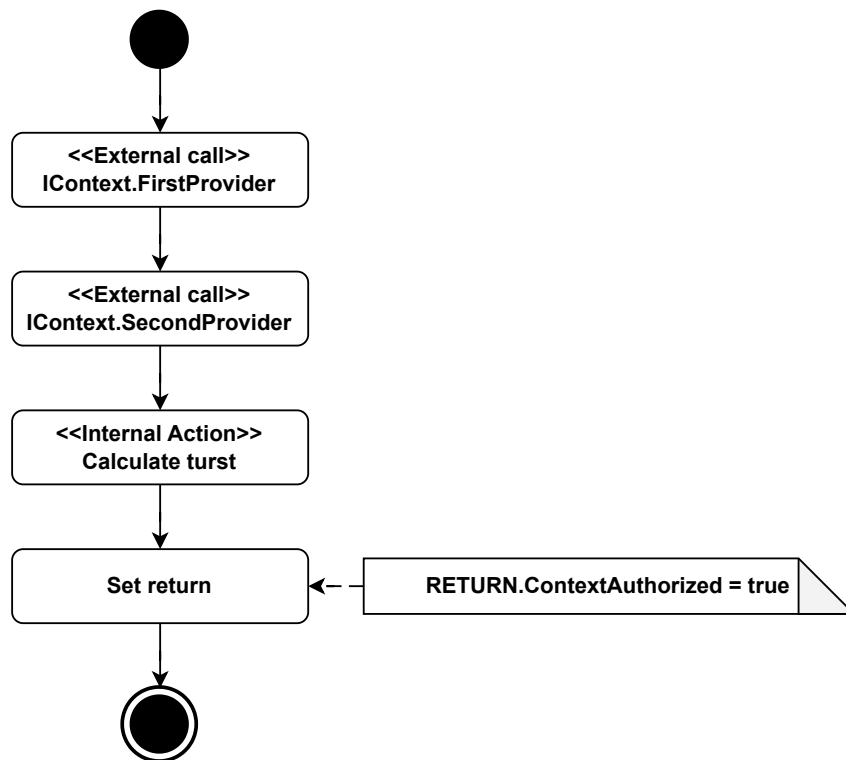 <<External call>>
IContext.FirstProvider
<<External call>>
IContext.SecondProvider
<<Internal Action>>
Calculate turst
Set return
RETURN.ContextAuthorized = true